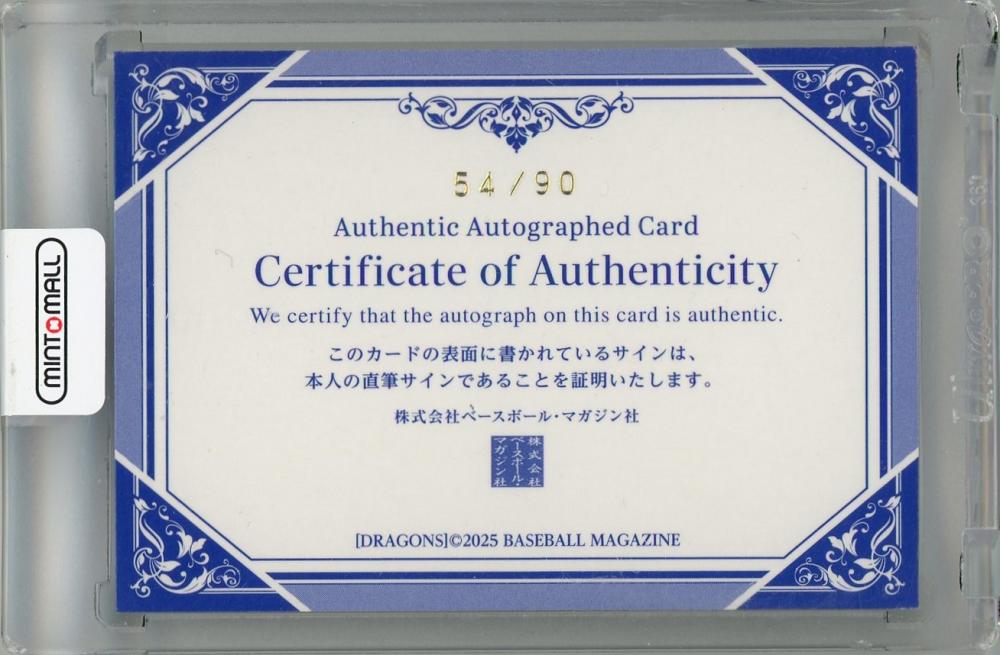 54/90
Authentic Autographed Card
Certificate of Authenticity
We certify that the autograph on this card is authentic.
このカードの表面に書かれているサインは、
本人の直筆サインであることを証明いたします。
株式会社ベースボール・マガジン社
株式会社
ベースボール・
マガジン社
[DRAGONS]©2025 BASEBALL MAGAZINE
MINTOMALL